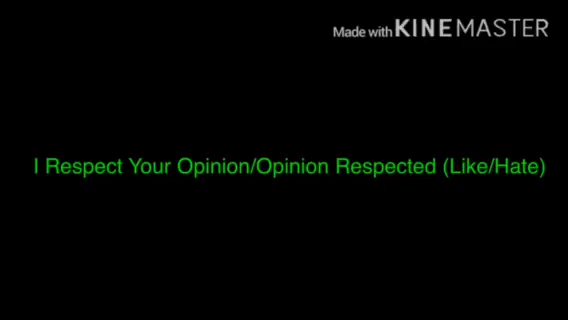 Made with KINEMASTER
I Respect Your Opinion/Opinion Respected (Like/Hate)